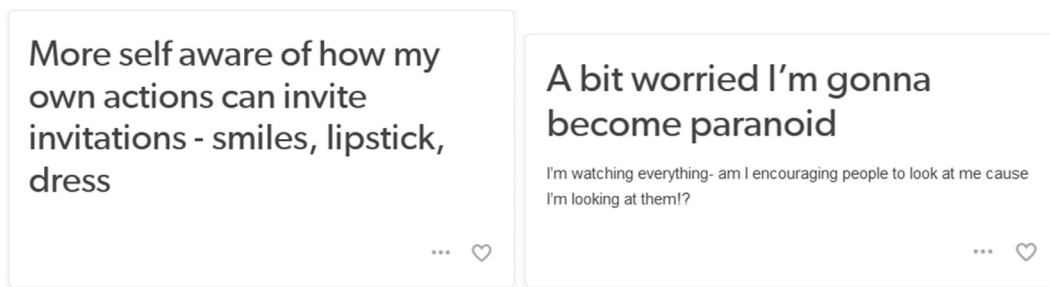 More self aware of how my
own actions can invite
invitations - smiles, lipstick,
dress
A bit worried I'm gonna
become paranoid
I'm watching everything- am I encouraging people to look at me cause
I'm looking at them!?